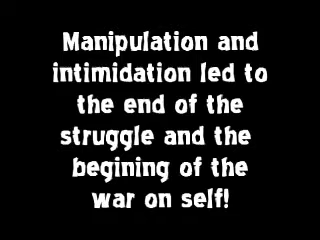 Manipulation and
intimidation led to
the end of the
struggle and the
begining of the
war on self!